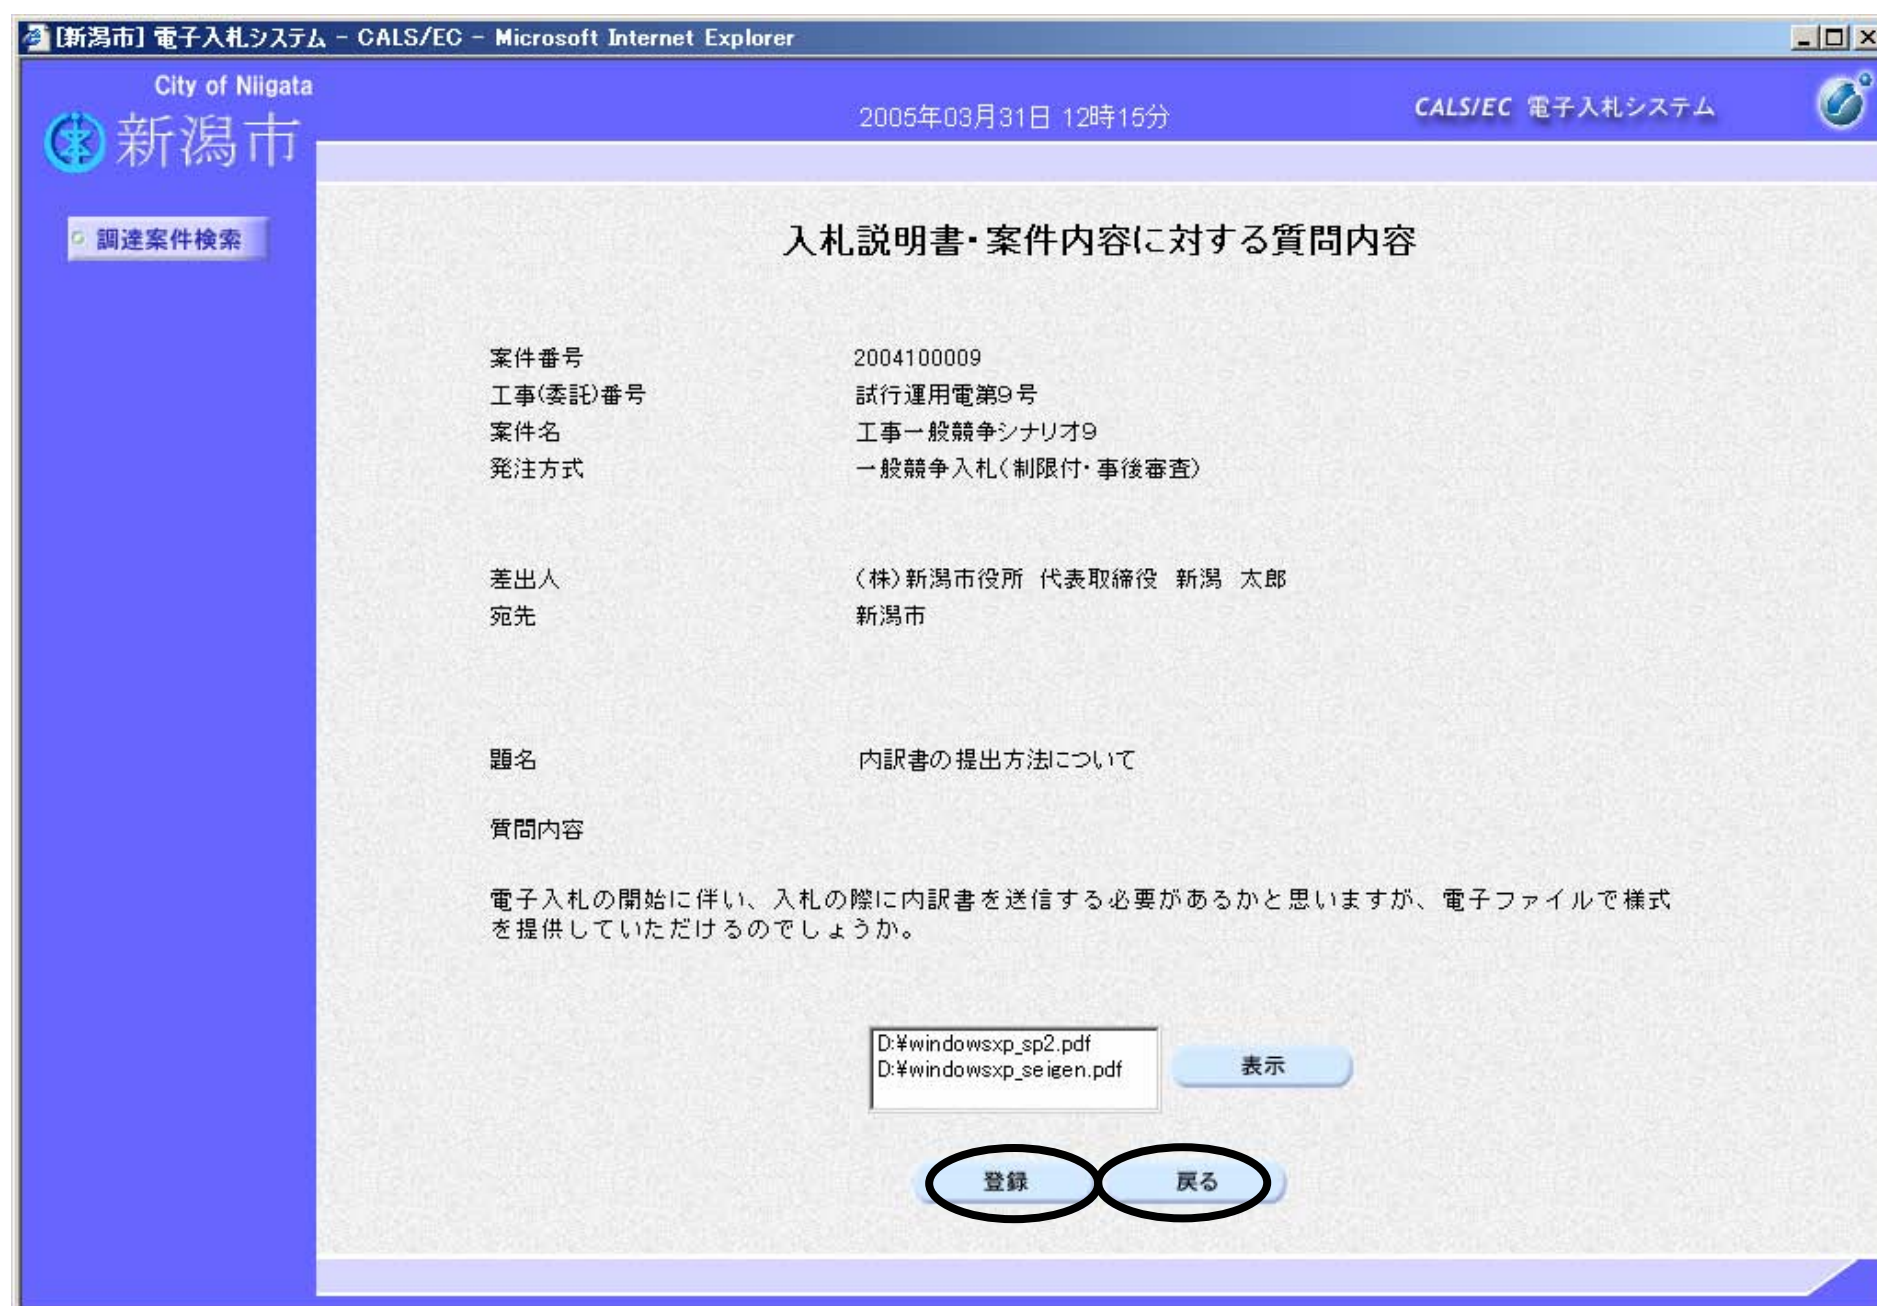 [新潟市] 電子入札システム - CALS/EC - Microsoft Internet Explorer
City of Niigata
新潟市
2005年03月31日 12時15分
CALS/EC 電子入札システム
調達案件検索
入札説明書・案件内容に対する質問内容
案件番号 2004100009
工事(委託)番号 試行運用電第9号
案件名 工事一般競争シナリオ9
発注方式 一般競争入札(制限付・事後審査)
差出人 (株)新潟市役所 代表取締役 新潟 太郎
宛先 新潟市
題名 内訳書の提出方法について
質問内容
電子入札の開始に伴い、入札の際に内訳書を送信する必要があるかと思いますが、電子ファイルで様式
を提供していただけるのでしょうか。
D:¥windowsxp_sp2.pdf
D:¥windowsxp_seigen.pdf
表示
登録 戻る